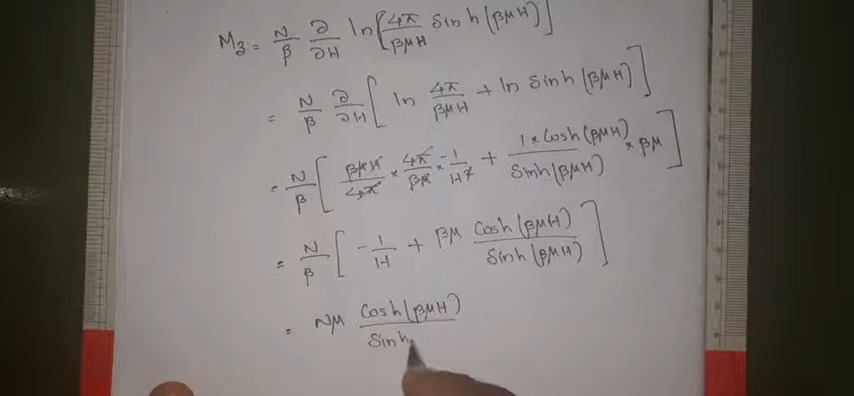 M_z = N/β ∂/∂H ln[4π/βμH Sinh(βμH)]
= N/β ∂/∂H [ln 4π/βμH + ln Sinh(βμH)]
= N/β [βμH/4π × 4π/βμ × -1/H² + 1×Cosh(βμH)/Sinh(βμH) × βμ]
= N/β [-1/H + βμ Cosh(βμH)/Sinh(βμH)]
= Nμ Cosh(βμH)/Sinh